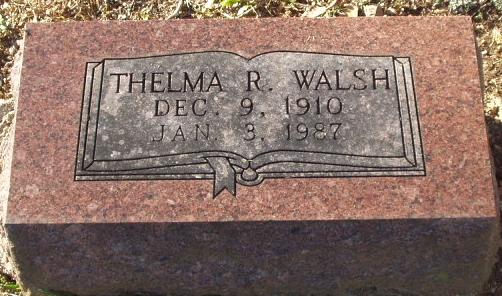 THELMA R. WALSH
DEC. 9, 1910
JAN. 3, 1987